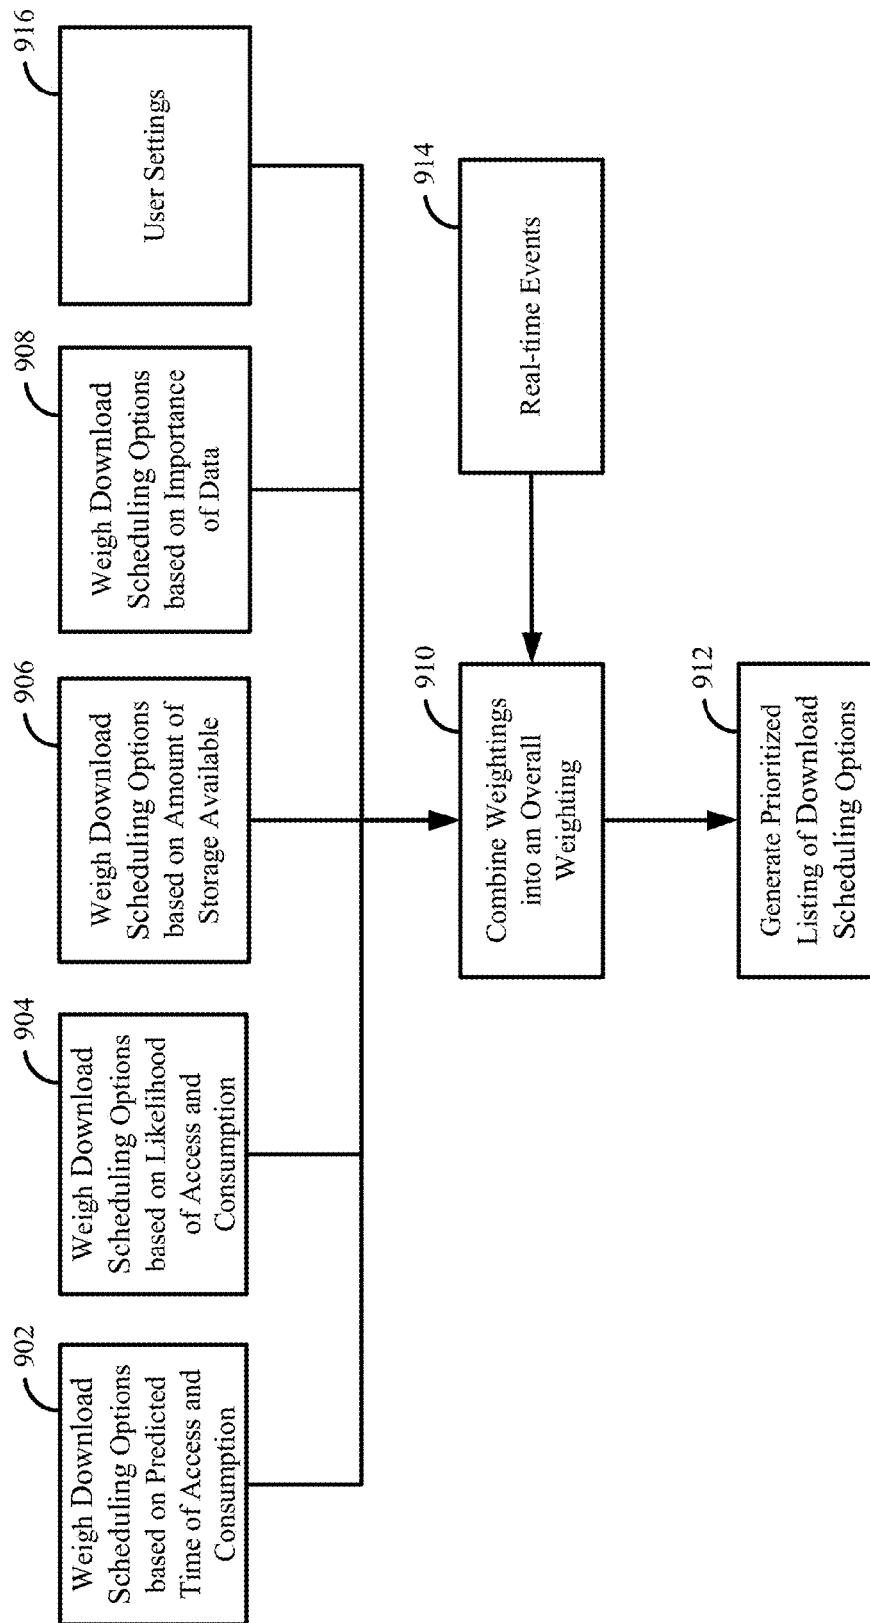 902
Weigh Download
Scheduling Options
based on Predicted
Time of Access and
Consumption
904
Weigh Download
Scheduling Options
based on Likelihood
of Access and
Consumption
906
Weigh Download
Scheduling Options
based on Amount of
Storage Available
908
Weigh Download
Scheduling Options
based on Importance
of Data
916
User Settings
910
Combine Weightings
into an Overall
Weighting
914
Real-time Events
912
Generate Prioritized
Listing of Download
Scheduling Options